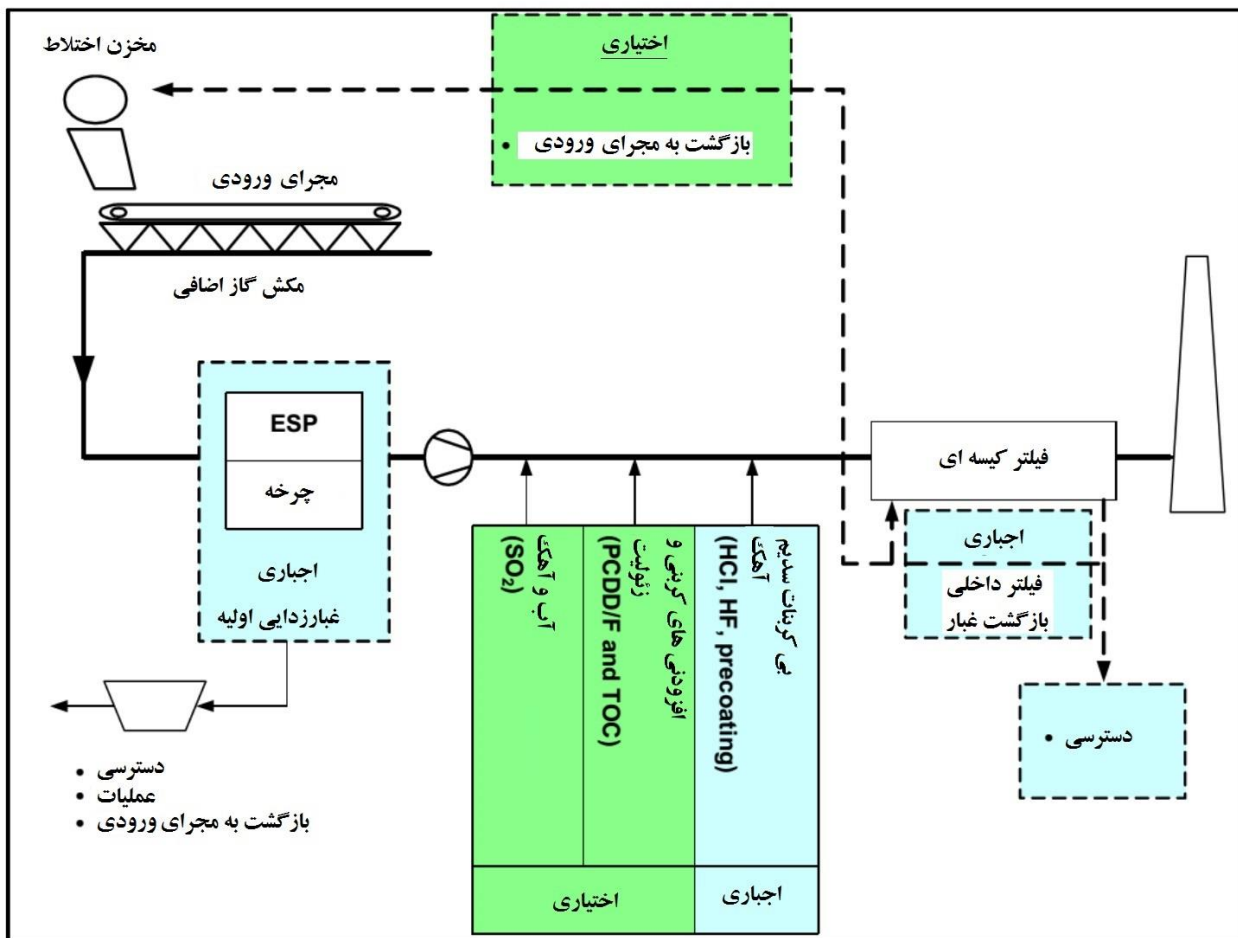 مخزن اختلاط
اختیاری
• بازگشت به مجرای ورودی
مجرای ورودی
مکش گاز اضافی
ESP
چرخه
اجباری
غبارزدایی اولیه
فیلتر کیسه ای
اجباری
فیلتر داخلی
بازگشت غبار
• دسترسی
• دسترسی
• عملیات
• بازگشت به مجرای ورودی
آب و آهک
(SO₂)
افزودنی های کربنی و
زئولیت
(PCDD/F and TOC)
بی کربنات سدیم
آهک
(HCl, HF, precoating)
اختیاری
اجباری